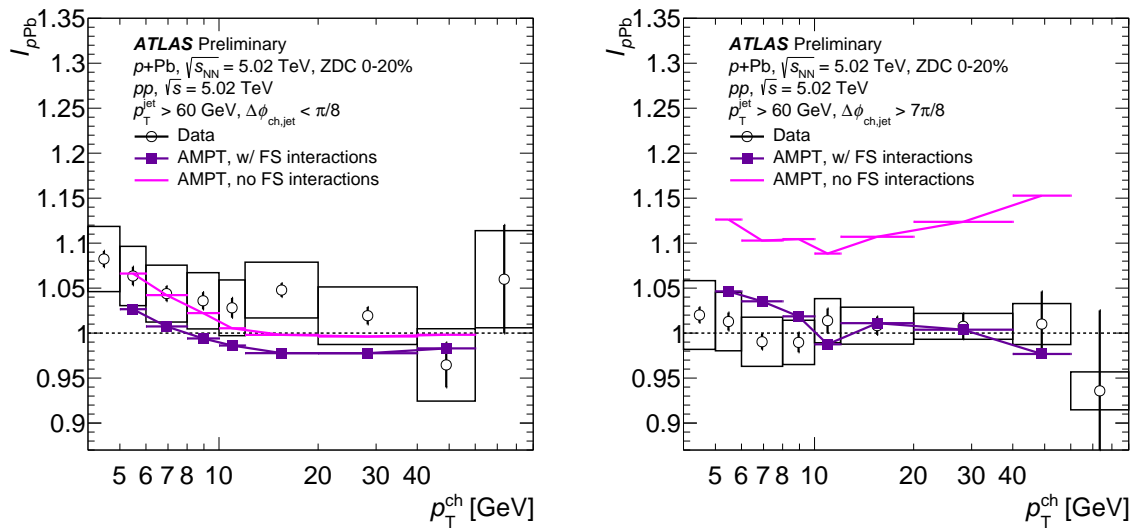 I_pPb
1.35
1.3
1.25
1.2
1.15
1.1
1.05
1
0.95
0.9
ATLAS Preliminary
p+Pb, √s_NN = 5.02 TeV, ZDC 0-20%
pp, √s = 5.02 TeV
p_T^jet > 60 GeV, Δϕ_ch,jet < π/8
Data
AMPT, w/ FS interactions
AMPT, no FS interactions
5 6 7 8 10 20 30 40
p_T^ch [GeV]
I_pPb
1.35
1.3
1.25
1.2
1.15
1.1
1.05
1
0.95
0.9
ATLAS Preliminary
p+Pb, √s_NN = 5.02 TeV, ZDC 0-20%
pp, √s = 5.02 TeV
p_T^jet > 60 GeV, Δϕ_ch,jet > 7π/8
Data
AMPT, w/ FS interactions
AMPT, no FS interactions
5 6 7 8 10 20 30 40
p_T^ch [GeV]